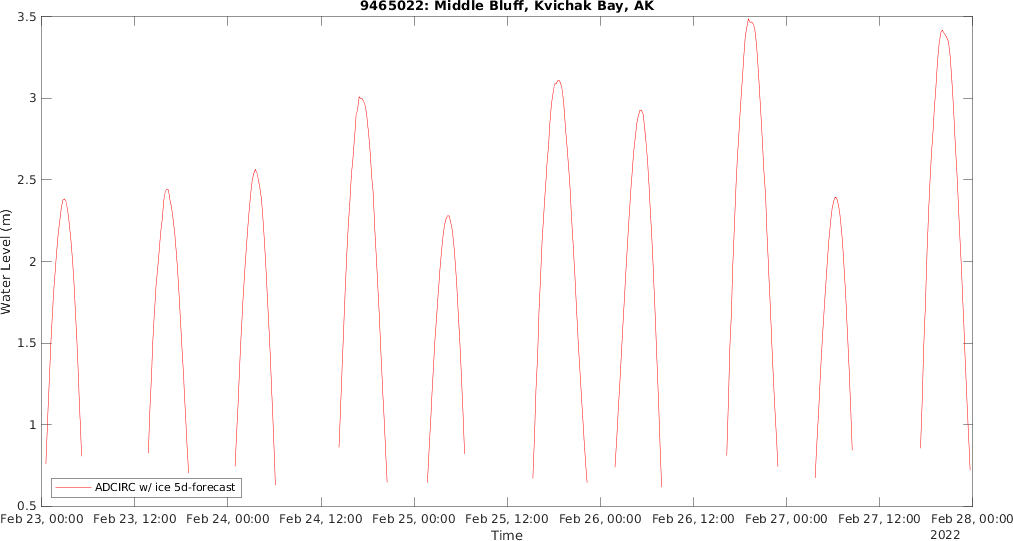 9465022: Middle Bluff, Kvichak Bay, AK
3.5
3
2.5
2
1.5
1
0.5
Water Level (m)
ADCIRC w/ ice 5d-forecast
Feb 23, 00:00 Feb 23, 12:00 Feb 24, 00:00 Feb 24, 12:00 Feb 25, 00:00 Feb 25, 12:00 Feb 26, 00:00 Feb 26, 12:00 Feb 27, 00:00 Feb 27, 12:00 Feb 28, 00:00
Time
2022